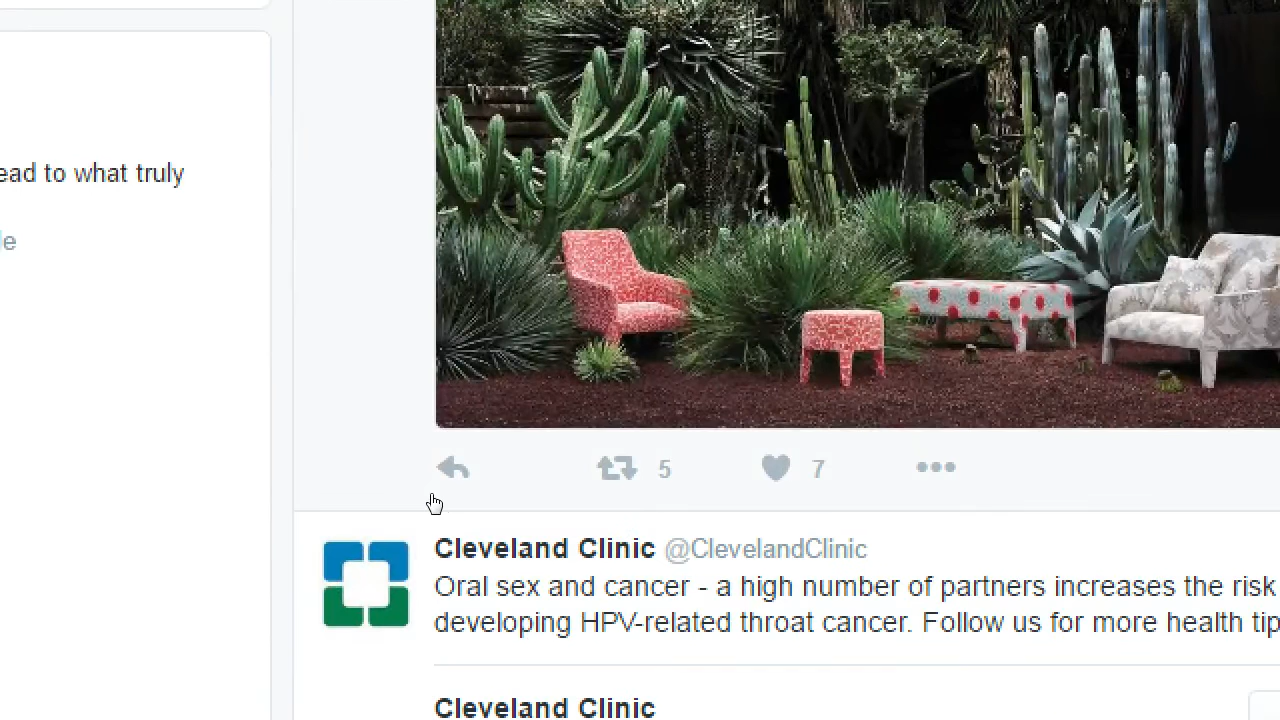 ead to what truly
le
5 7
Cleveland Clinic @ClevelandClinic
Oral sex and cancer - a high number of partners increases the risk
developing HPV-related throat cancer. Follow us for more health tip
Cleveland Clinic